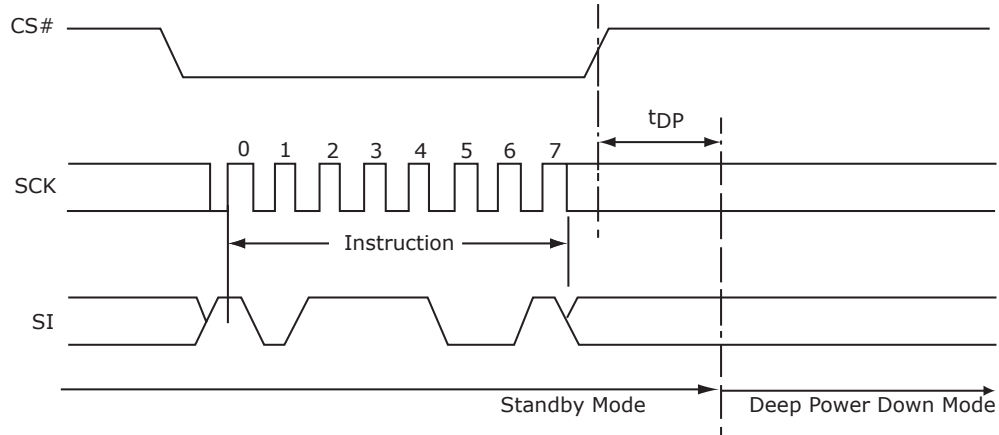 CS#
tDP
0 1 2 3 4 5 6 7
SCK
Instruction
SI
Standby Mode
Deep Power Down Mode